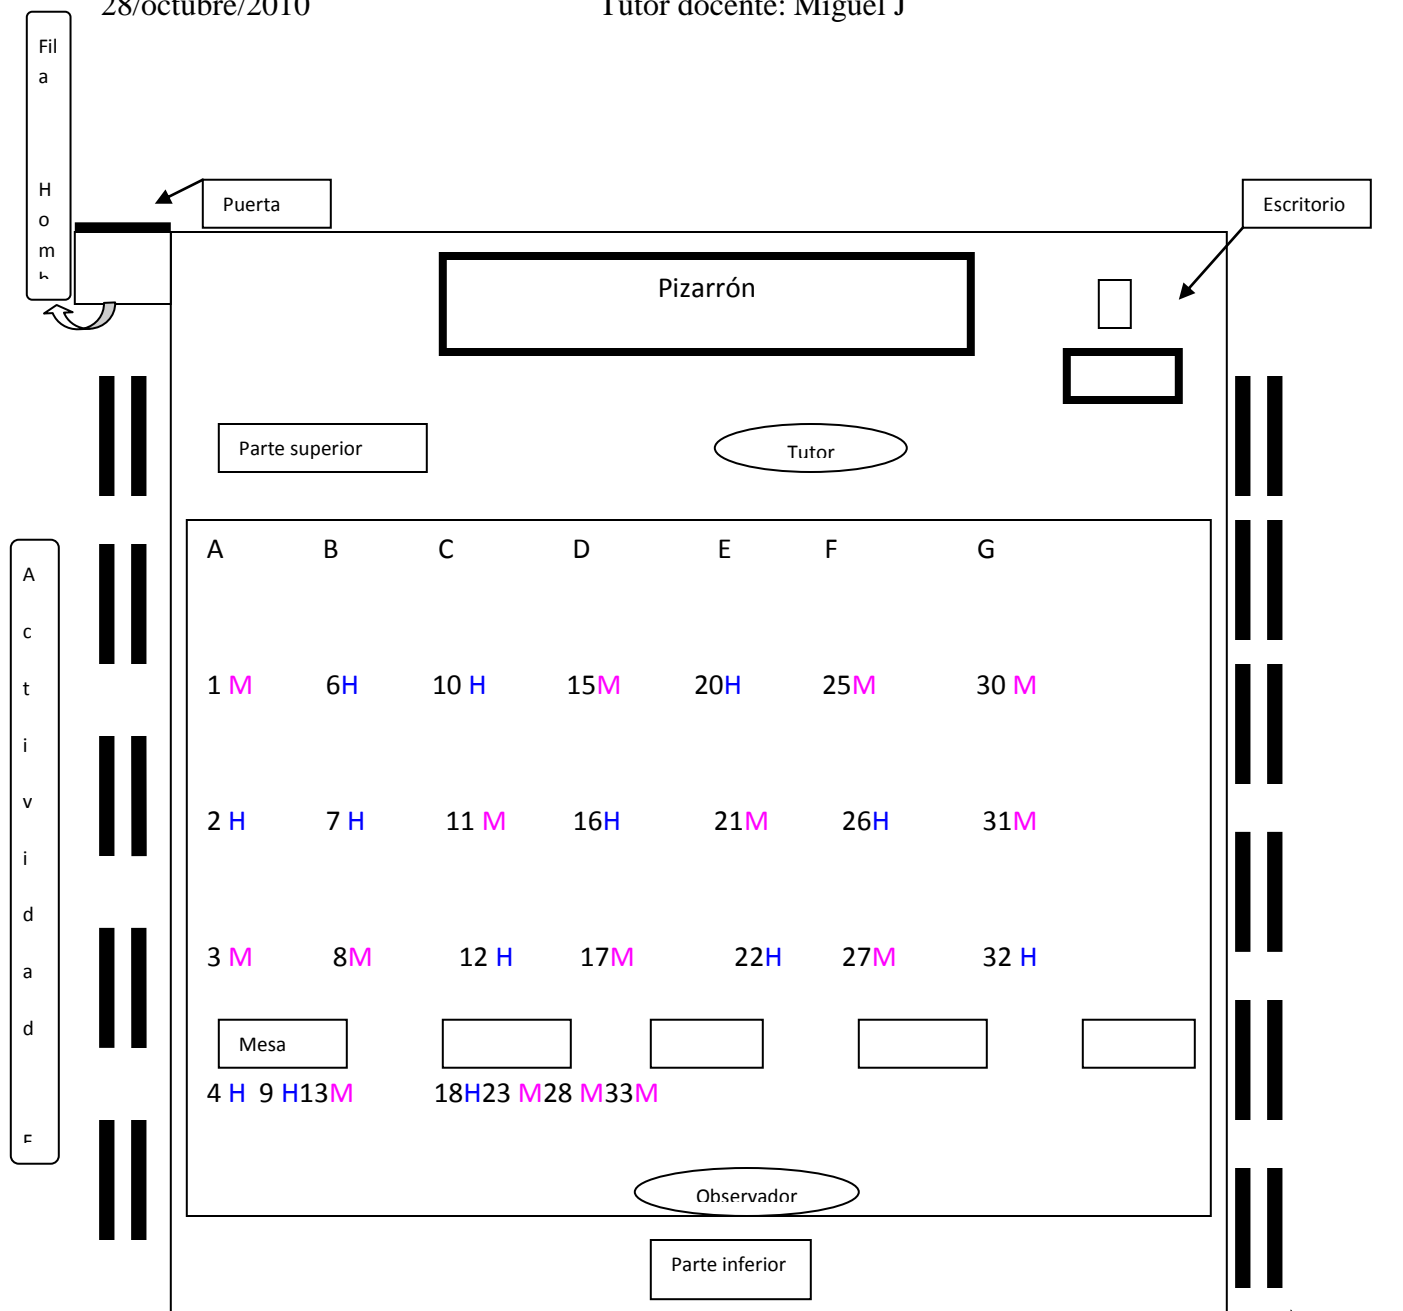 28/octubre/2010 Tutor docente: Miguel J
Fil
a
H
o
m
Puerta
Escritorio
Pizarrón
Parte superior
Tutor
A B C D E F G
A
c
t
i
v
i
d
a
d
1 M 6H 10 H 15M 20H 25M 30 M
2 H 7 H 11 M 16H 21M 26H 31M
3 M 8M 12 H 17M 22H 27M 32 H
Mesa
4 H 9 H13M 18H23 M28 M33M
Observador
Parte inferior